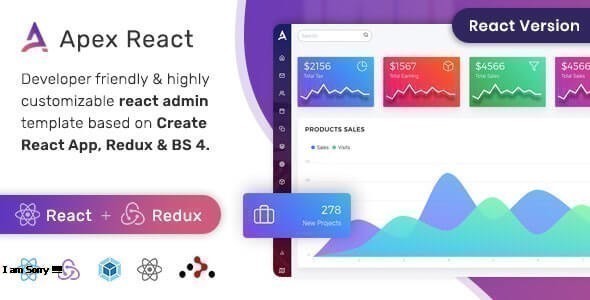 Apex React
Developer friendly & highly
customizable react admin
template based on Create
React App, Redux & BS 4.
React + Redux
I am Sorry
React Version
Search
$2156
Total Tax
$1567
Total Earning
$4566
Total Sales
$4566
PRODUCTS SALES
Sales Visits
278
New Projects